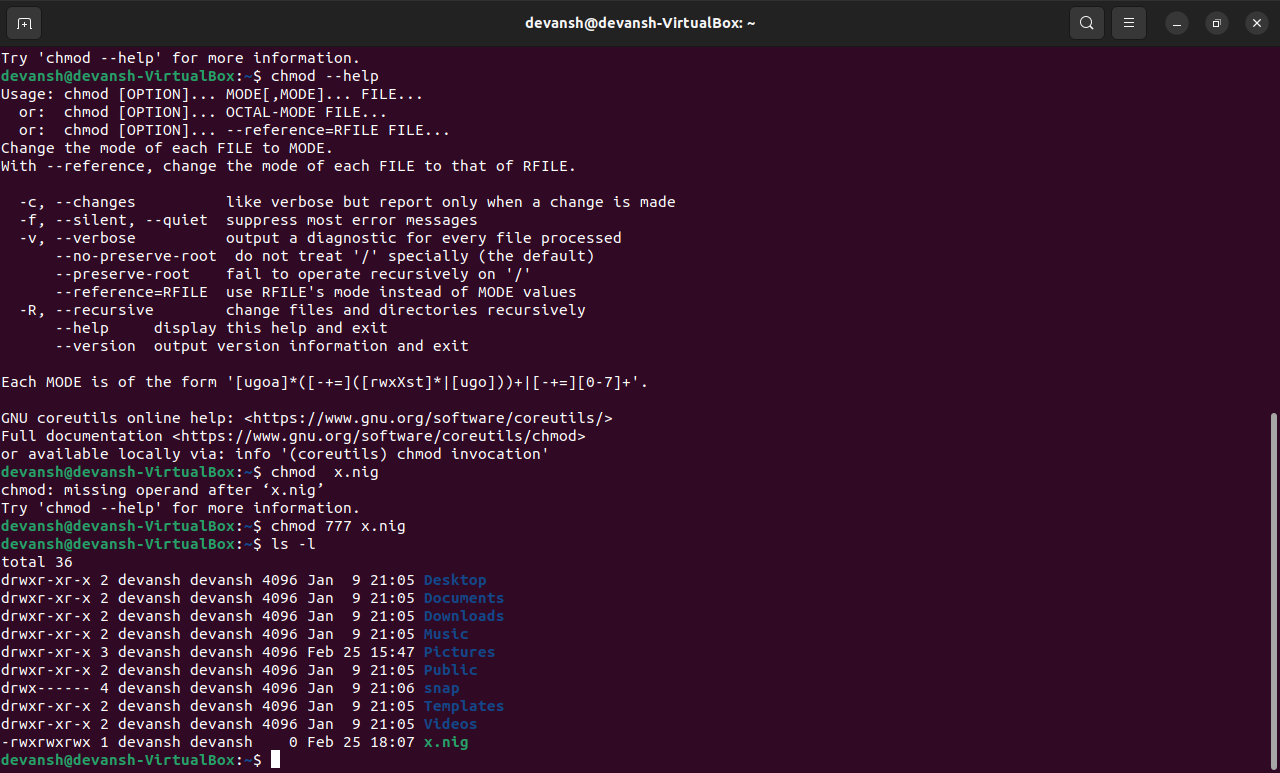 devansh@devansh-VirtualBox: ~
Try 'chmod --help' for more information.
devansh@devansh-VirtualBox:~$ chmod --help
Usage: chmod [OPTION]... MODE[,MODE]... FILE...
  or:  chmod [OPTION]... OCTAL-MODE FILE...
  or:  chmod [OPTION]... --reference=RFILE FILE...
Change the mode of each FILE to MODE.
With --reference, change the mode of each FILE to that of RFILE.

  -c, --changes          like verbose but report only when a change is made
  -f, --silent, --quiet  suppress most error messages
  -v, --verbose          output a diagnostic for every file processed
      --no-preserve-root  do not treat '/' specially (the default)
      --preserve-root    fail to operate recursively on '/'
      --reference=RFILE  use RFILE's mode instead of MODE values
  -R, --recursive        change files and directories recursively
      --help     display this help and exit
      --version  output version information and exit

Each MODE is of the form '[ugoa]*([-+=]([rwxXst]*|[ugo]))+|[-+=][0-7]+'.

GNU coreutils online help: <https://www.gnu.org/software/coreutils/>
Full documentation <https://www.gnu.org/software/coreutils/chmod>
or available locally via: info '(coreutils) chmod invocation'
devansh@devansh-VirtualBox:~$ chmod  x.nig
chmod: missing operand after ‘x.nig’
Try 'chmod --help' for more information.
devansh@devansh-VirtualBox:~$ chmod 777 x.nig
devansh@devansh-VirtualBox:~$ ls -l
total 36
drwxr-xr-x 2 devansh devansh 4096 Jan  9 21:05 Desktop
drwxr-xr-x 2 devansh devansh 4096 Jan  9 21:05 Documents
drwxr-xr-x 2 devansh devansh 4096 Jan  9 21:05 Downloads
drwxr-xr-x 2 devansh devansh 4096 Jan  9 21:05 Music
drwxr-xr-x 3 devansh devansh 4096 Feb 25 15:47 Pictures
drwxr-xr-x 2 devansh devansh 4096 Jan  9 21:05 Public
drwx------ 4 devansh devansh 4096 Jan  9 21:06 snap
drwxr-xr-x 2 devansh devansh 4096 Jan  9 21:05 Templates
drwxr-xr-x 2 devansh devansh 4096 Jan  9 21:05 Videos
-rwxrwxrwx 1 devansh devansh    0 Feb 25 18:07 x.nig
devansh@devansh-VirtualBox:~$